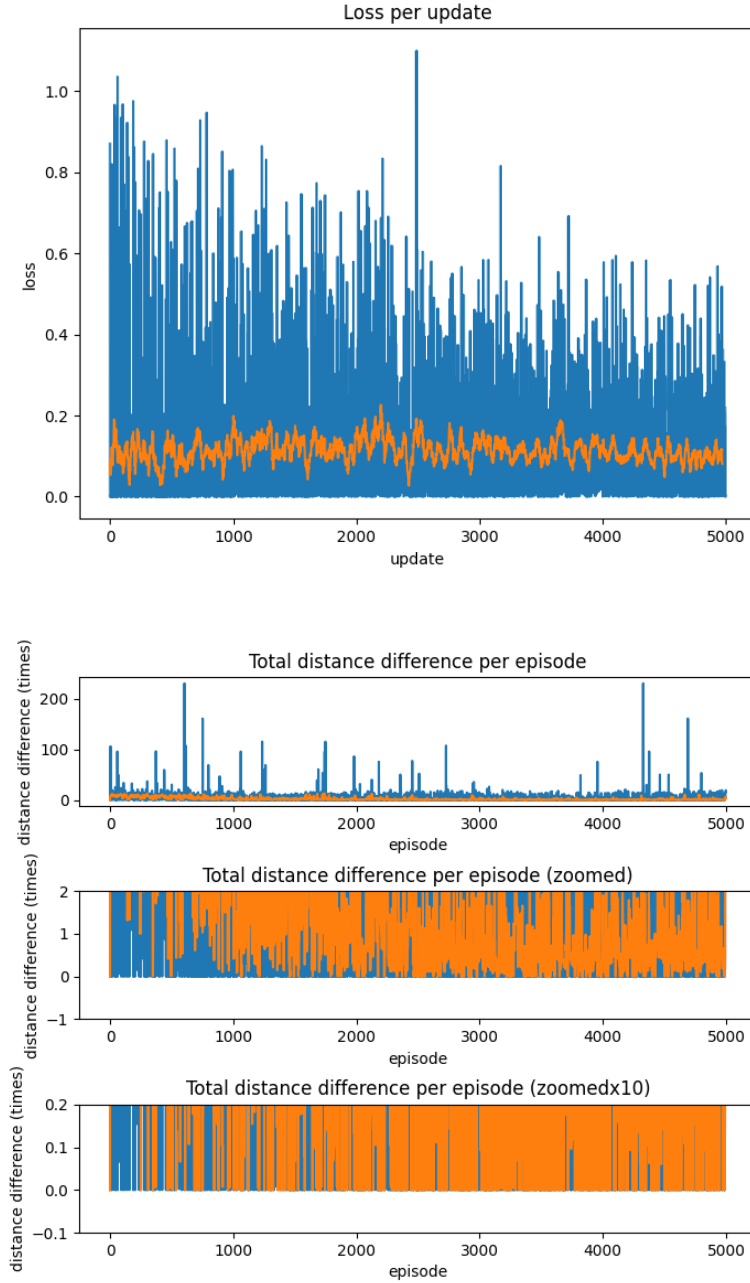 Loss per update
1.0
0.8
0.6
0.4
0.2
0.0
loss
0 1000 2000 3000 4000 5000
update
Total distance difference per episode
200
100
0
distance difference (times)
0 1000 2000 3000 4000 5000
episode
Total distance difference per episode (zoomed)
2
1
0
−1
distance difference (times)
0 1000 2000 3000 4000 5000
episode
Total distance difference per episode (zoomedx10)
0.2
0.1
0.0
−0.1
distance difference (times)
0 1000 2000 3000 4000 5000
episode